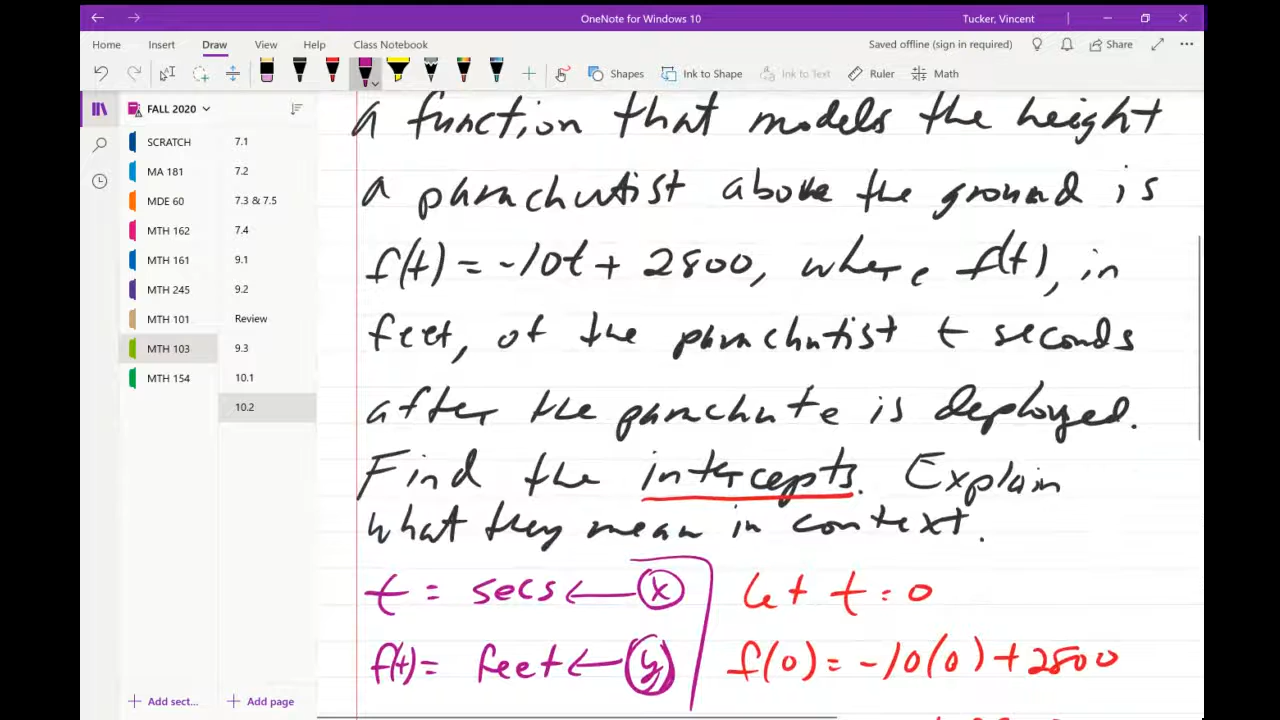 OneNote for Windows 10
Tucker, Vincent
Home Insert Draw View Help Class Notebook
Saved offline (sign in required)
Share
Shapes
Ink to Shape
Ink to Text
Ruler
Math
FALL 2020
SCRATCH
MA 181
MDE 60
MTH 162
MTH 161
MTH 245
MTH 101
MTH 103
MTH 154
Add sect...
7.1
7.2
7.3 & 7.5
7.4
9.1
9.2
Review
9.3
10.1
10.2
Add page
a function that models the height
a parachutist above the ground is
f(t) = -10t + 2800, where f(t), in
feet, of the parachutist t seconds
after the parachute is deployed.
Find the intercepts. Explain
what they mean in context.
t = secs ← x
f(t) = feet ← y
let t = 0
f(0) = -10(0) + 2800